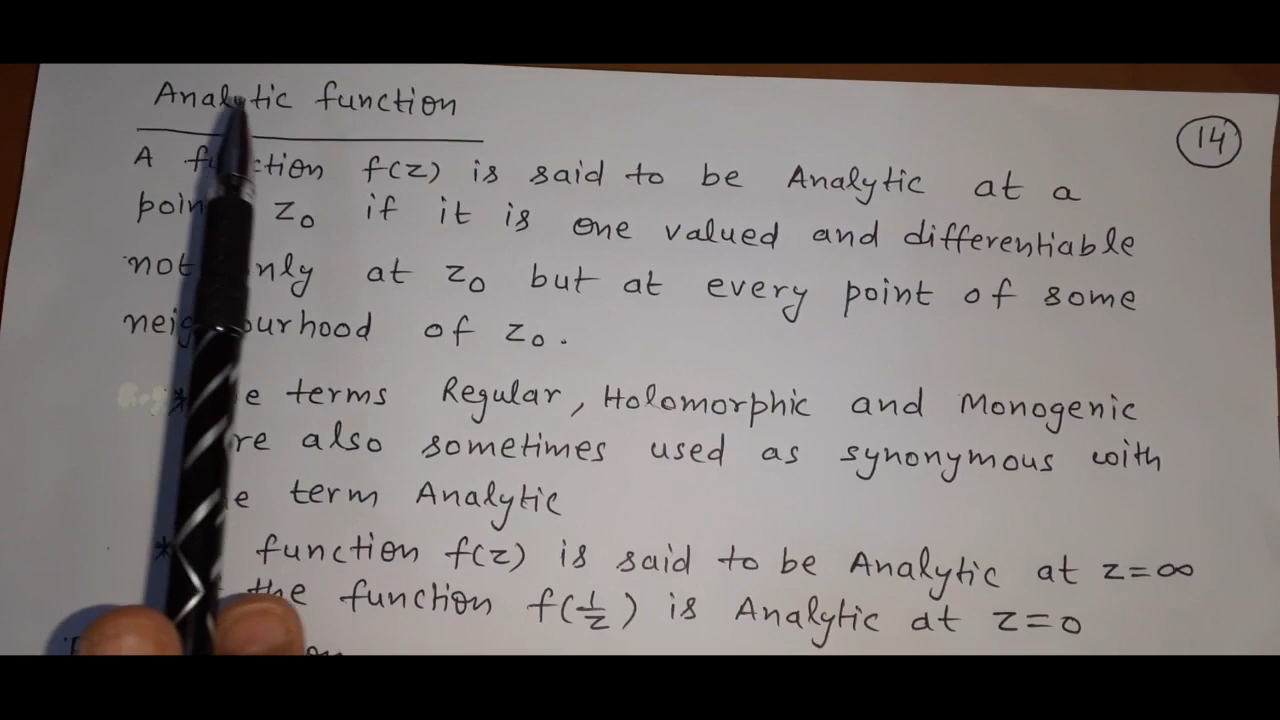 Analytic function
14
A function f(z) is said to be Analytic at a
point z₀ if it is one valued and differentiable
not only at z₀ but at every point of some
neighbourhood of z₀.
* terms Regular, Holomorphic and Monogenic
are also sometimes used as synonymous with
term Analytic
* function f(z) is said to be Analytic at z=∞
the function f(1/z) is Analytic at z=0